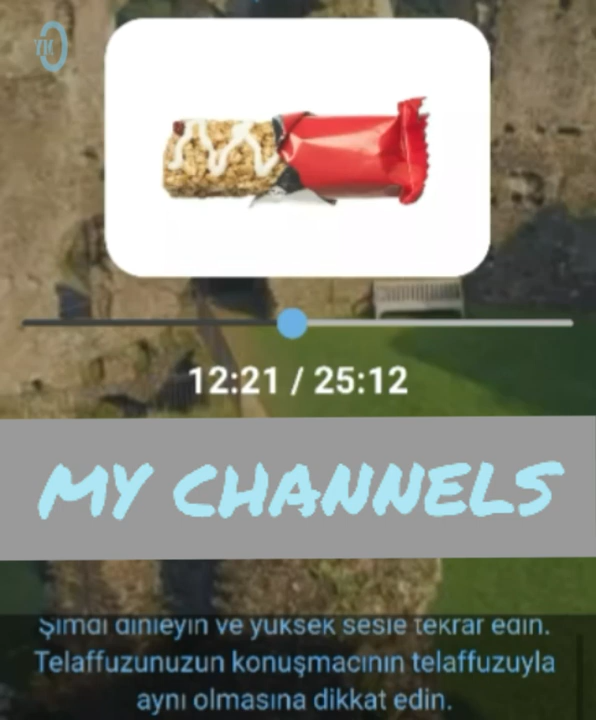 YM
12:21 / 25:12
MY CHANNELS
Şimdi dinleyin ve yüksek sesle tekrar edin.
Telaffuzunuzun konuşmacının telaffuzuyla
aynı olmasına dikkat edin.